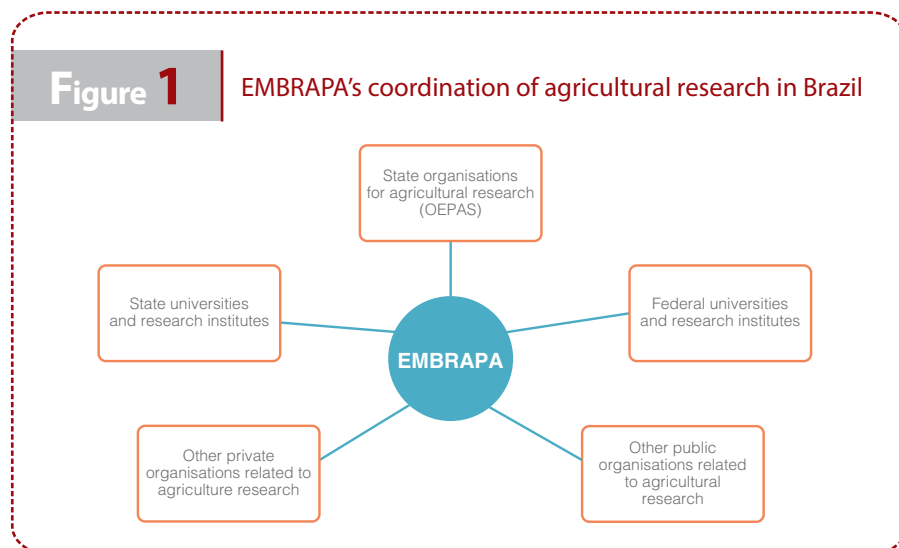 Figure 1
EMBRAPA's coordination of agricultural research in Brazil
State organisations
for agricultural research
(OEPAS)
State universities
and research institutes
Federal universities
and research institutes
EMBRAPA
Other private
organisations related to
agriculture research
Other public
organisations related
to agricultural
research